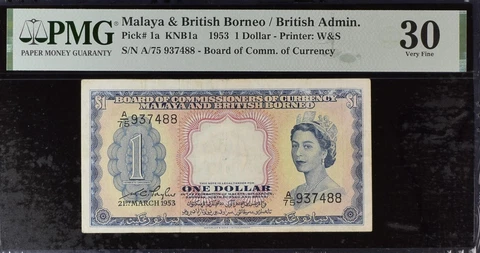 PMG
PAPER MONEY GUARANTY
Malaya & British Borneo / British Admin.
Pick# 1a KNB1a 1953 1 Dollar - Printer: W&S
S/N A/75 937488 - Board of Comm. of Currency
30
Very Fine
BOARD OF COMMISSIONERS OF CURRENCY
MALAYA AND BRITISH BORNEO
$1
$1
A/75 937488
1
ONE DOLLAR
A/75 937488
21ST MARCH 1953